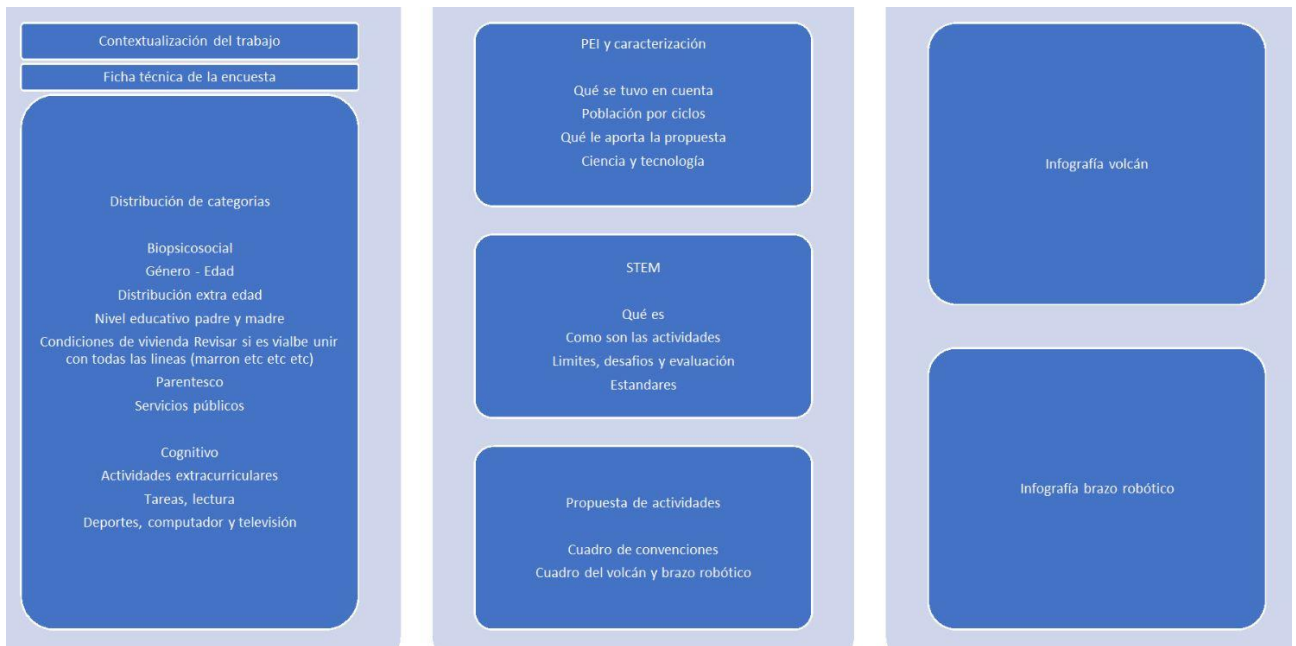 Contextualización del trabajo
Ficha técnica de la encuesta
Distribución de categorias
Biopsicosocial
Género - Edad
Distribución extra edad
Nivel educativo padre y madre
Condiciones de vivienda Revisar si es vialbe unir
con todas las lineas (marron etc etc etc)
Parentesco
Servicios públicos
Cognitivo
Actividades extracurriculares
Tareas, lectura
Deportes, computador y televisión
PEI y caracterización
Qué se tuvo en cuenta
Población por ciclos
Qué le aporta la propuesta
Ciencia y tecnología
STEM
Qué es
Como son las actividades
Limites, desafios y evaluación
Estandares
Propuesta de actividades
Cuadro de convenciones
Cuadro del volcán y brazo robótico
Infografía volcán
Infografía brazo robótico